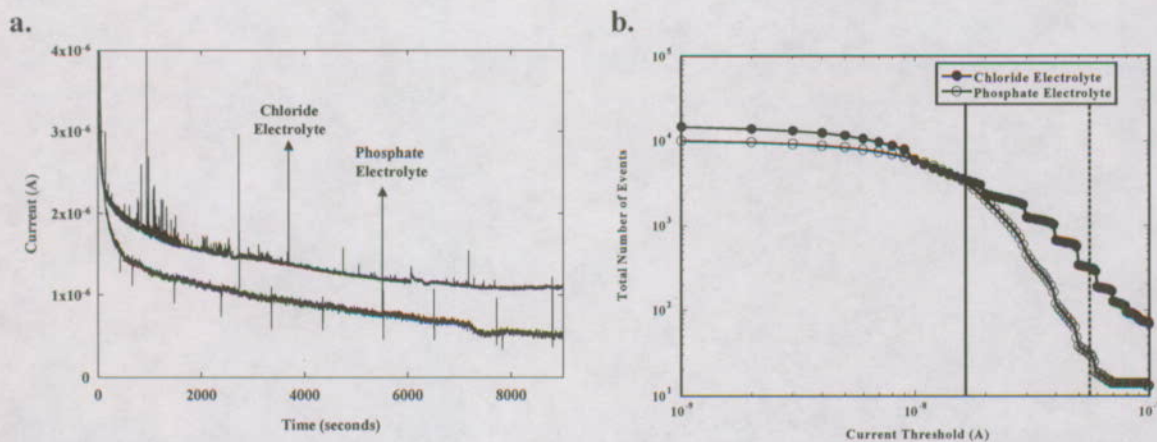 a.
b.
4x10⁻⁶
3x10⁻⁶
2x10⁻⁶
1x10⁻⁶
0
0
2000
4000
6000
8000
Current (A)
Time (seconds)
Chloride
Electrolyte
Phosphate
Electrolyte
10⁵
10⁴
10³
10²
10¹
Total Number of Events
Current Threshold (A)
Chloride Electrolyte
Phosphate Electrolyte